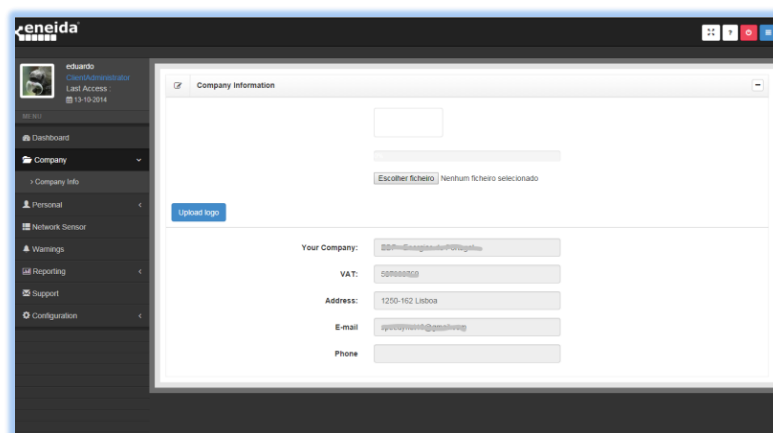 eneida
eduardo
ClientAdministrator
Last Access :
13-10-2014
MENU
Dashboard
Company
> Company Info
Personal
Network Sensor
Warnings
Reporting
Support
Configuration
Company Information
Escolher ficheiro Nenhum ficheiro selecionado
Upload logo
Your Company:
VAT:
Address: 1250-162 Lisboa
E-mail
Phone